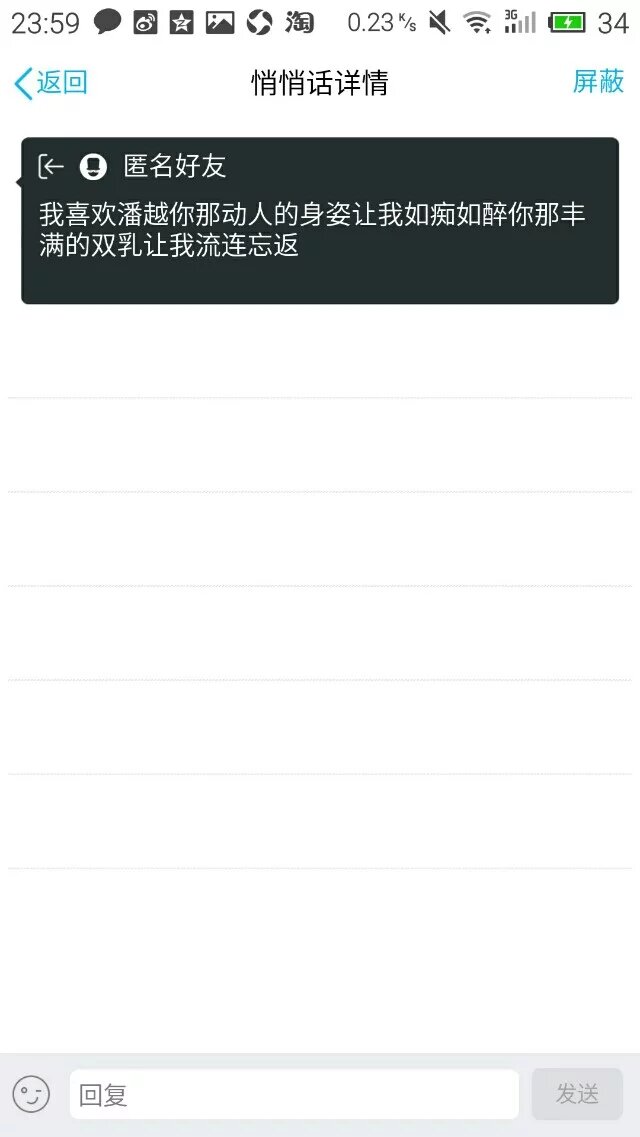 23:59 淘 0.23 K/s 3G 34
返回 悄悄话详情 屏蔽
匿名好友
我喜欢潘越你那动人的身姿让我如痴如醉你那丰
满的双乳让我流连忘返
回复 发送